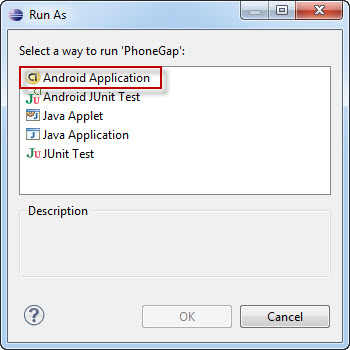 Run As
Select a way to run 'PhoneGap':
Android Application
Android JUnit Test
Java Applet
Java Application
JUnit Test
Description
OK
Cancel